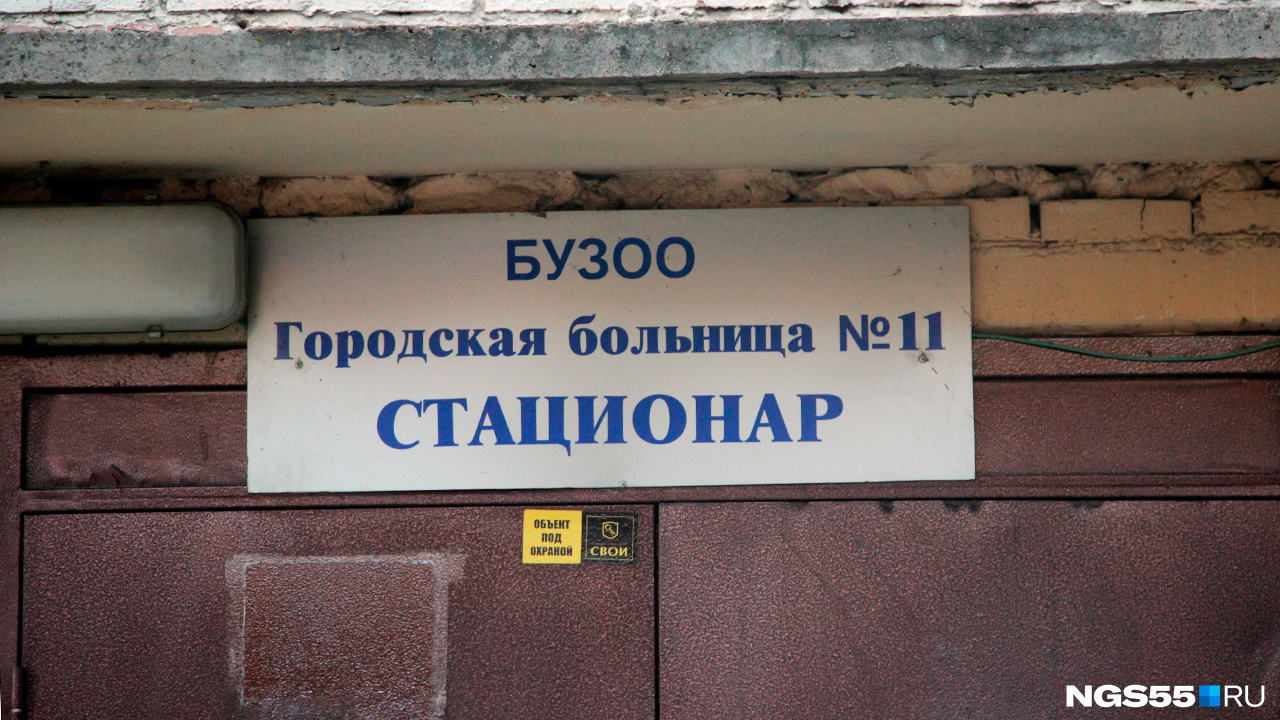 БУЗОО
Городская больница №11
СТАЦИОНАР
ОБЪЕКТ
ПОД
ОХРАНОЙ
СВОИ
NGS55 RU